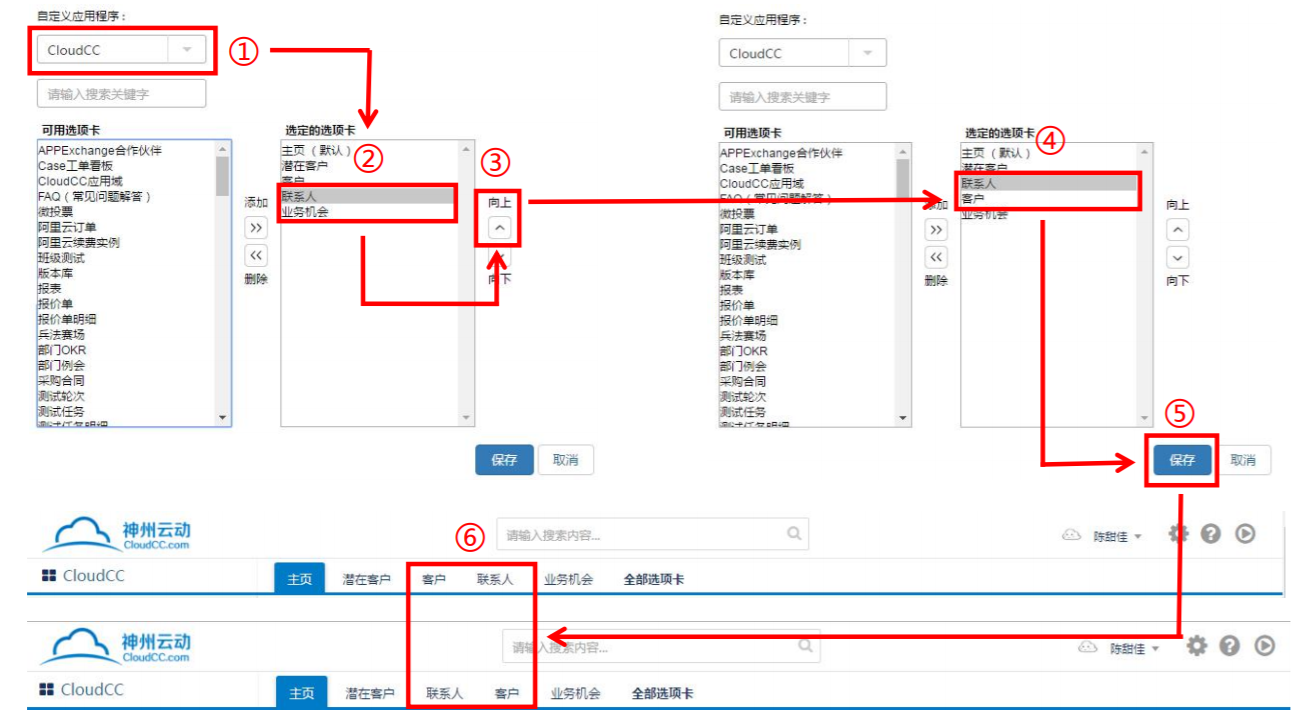 自定义应用程序：
CloudCC
①
请输入搜索关键字
可用选项卡
APPExchange合作伙伴
Case工单看板
CloudCC应用域
FAQ（常见问题解答）
微投票
阿里云订单
阿里云续费实例
班级测试
版本库
报表
报价单
报价单明细
兵法赛场
部门OKR
部门例会
采购合同
测试轮次
测试任务
测试任务明细
添加
删除
选定的选项卡
②
主页（默认）
潜在客户
客户
联系人
业务机会
③
向上
向下
保存 取消
自定义应用程序：
CloudCC
请输入搜索关键字
可用选项卡
APPExchange合作伙伴
Case工单看板
CloudCC应用域
FAQ（常见问题解答）
微投票
阿里云订单
阿里云续费实例
班级测试
版本库
报表
报价单
报价单明细
兵法赛场
部门OKR
部门例会
采购合同
测试轮次
测试任务
测试任务明细
添加
删除
选定的选项卡
④
主页（默认）
潜在客户
联系人
客户
业务机会
向上
向下
⑤
保存 取消
神州云动
CloudCC.com
⑥
请输入搜索内容...
陈甜佳
CloudCC
主页 潜在客户 客户 联系人 业务机会 全部选项卡
神州云动
CloudCC.com
请输入搜索内容...
陈甜佳
CloudCC
主页 潜在客户 联系人 客户 业务机会 全部选项卡